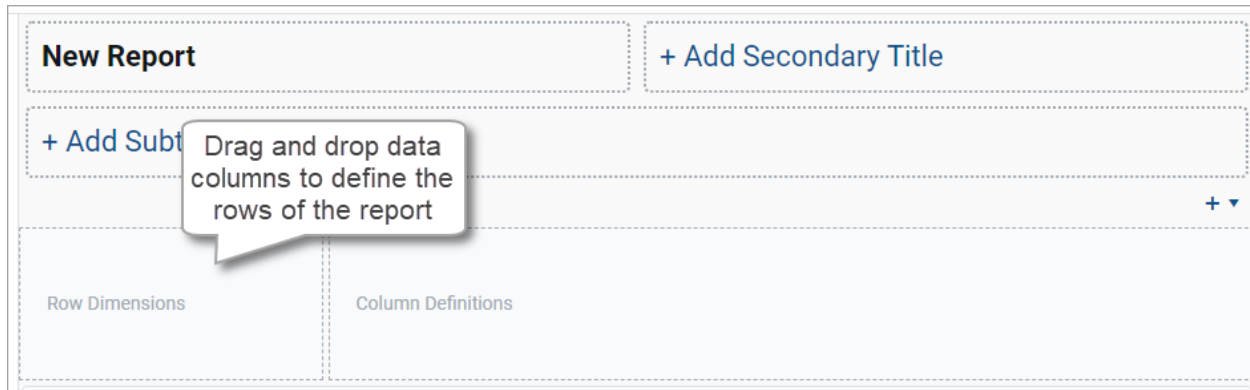 New Report
+ Add Secondary Title
+ Add Subt
Drag and drop data
columns to define the
rows of the report
+
Row Dimensions
Column Definitions